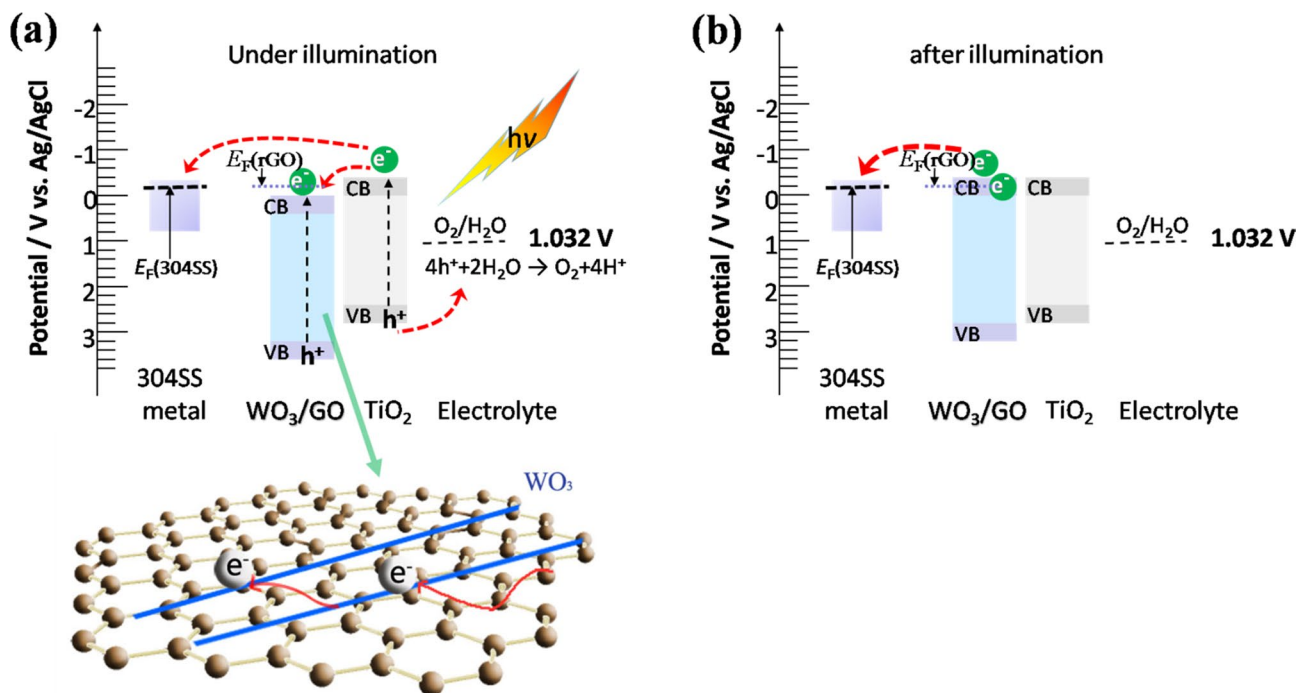 (a)
Under illumination
Potential / V vs. Ag/AgCl
-2
-1
0
1
2
3
hν
E_F(rGO)
e⁻
e⁻
CB
CB
E_F(304SS)
O₂/H₂O
1.032 V
4h⁺+2H₂O → O₂+4H⁺
VB
h⁺
VB
h⁺
304SS
metal
WO₃/GO
TiO₂
Electrolyte
WO₃
e⁻
e⁻
(b)
after illumination
Potential / V vs. Ag/AgCl
-2
-1
0
1
2
3
E_F(rGO)
e⁻
e⁻
CB
CB
E_F(304SS)
O₂/H₂O
1.032 V
VB
VB
304SS
metal
WO₃/GO
TiO₂
Electrolyte